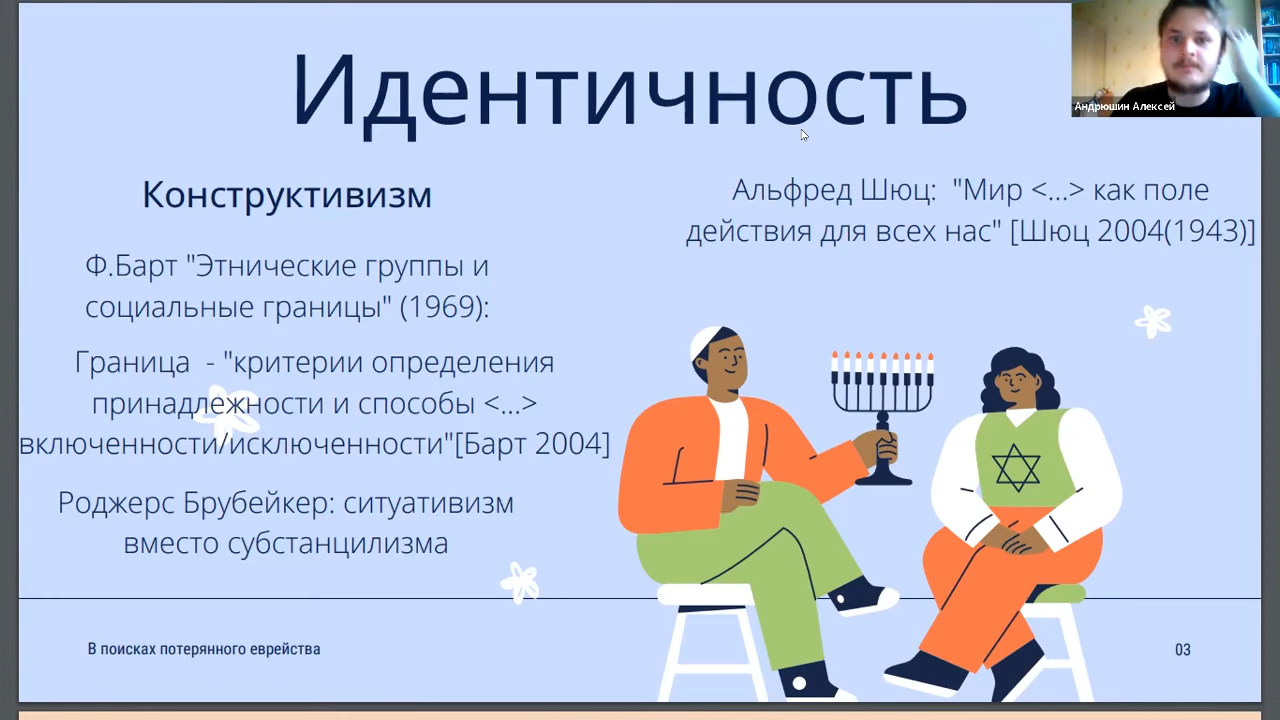 Идентичность
Андрюшин Алексей
Конструктивизм
Ф.Барт "Этнические группы и
социальные границы" (1969):
Граница - "критерии определения
принадлежности и способы <...>
включенности/исключенности"[Барт 2004]
Роджерс Брубейкер: ситуативизм
вместо субстанцилизма
Альфред Шюц: "Мир <...> как поле
действия для всех нас" [Шюц 2004(1943)]
В поисках потерянного еврейства
03